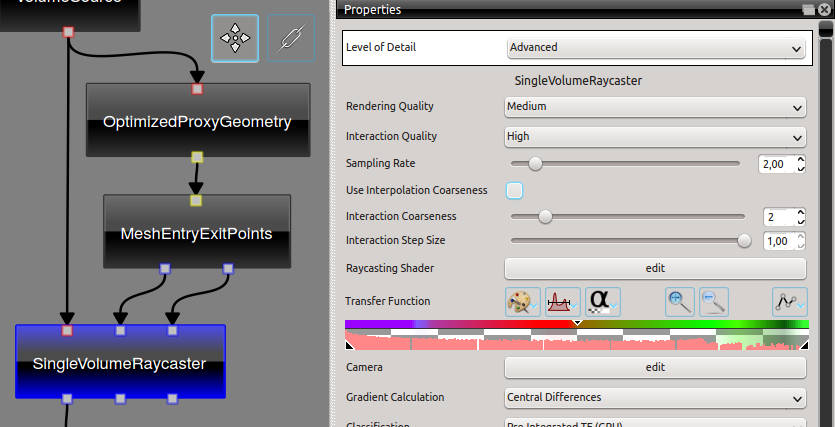 VolumeSource
OptimizedProxyGeometry
MeshEntryExitPoints
SingleVolumeRaycaster
Properties
Level of Detail Advanced
SingleVolumeRaycaster
Rendering Quality Medium
Interaction Quality High
Sampling Rate 2,00
Use Interpolation Coarseness
Interaction Coarseness 2
Interaction Step Size 1,00
Raycasting Shader edit
Transfer Function α
Camera edit
Gradient Calculation Central Differences
Classification Pre-Integrated TF (GPU)